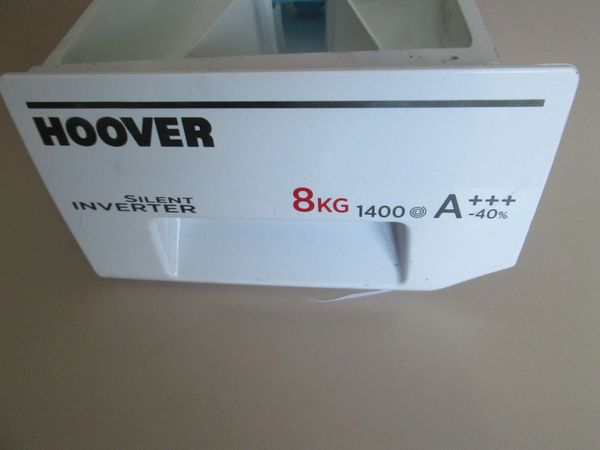 HOOVER
SILENT
INVERTER
8KG 1400 A+++
-40%